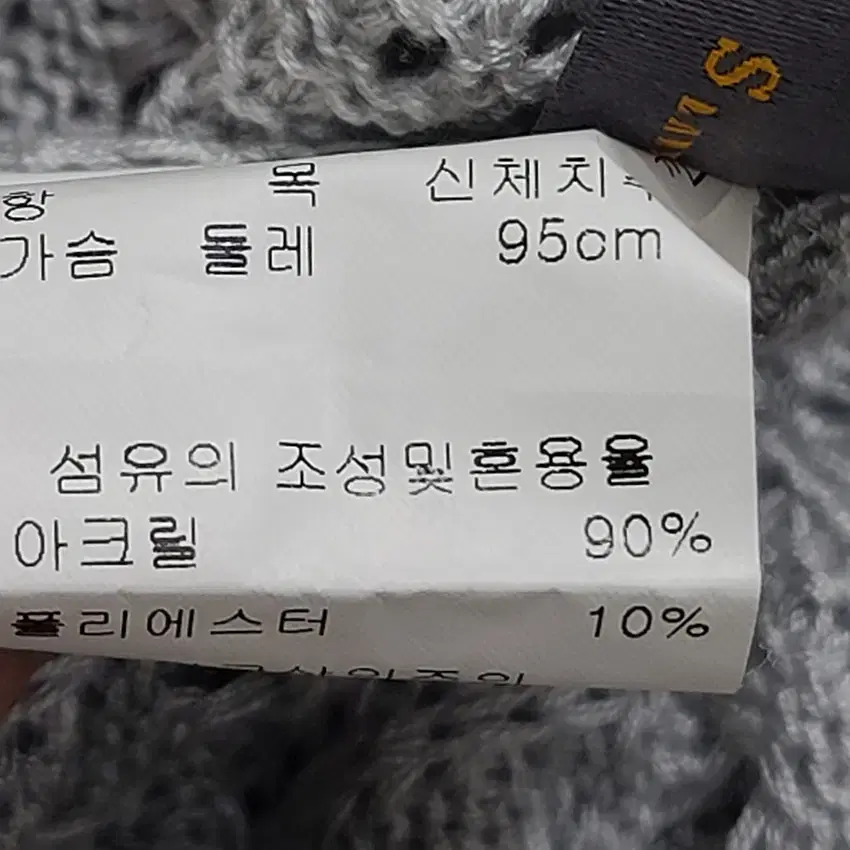 항 목 신체치수
가슴 둘레 95cm
섬유의 조성및혼용율
아크릴 90%
폴리에스터 10%